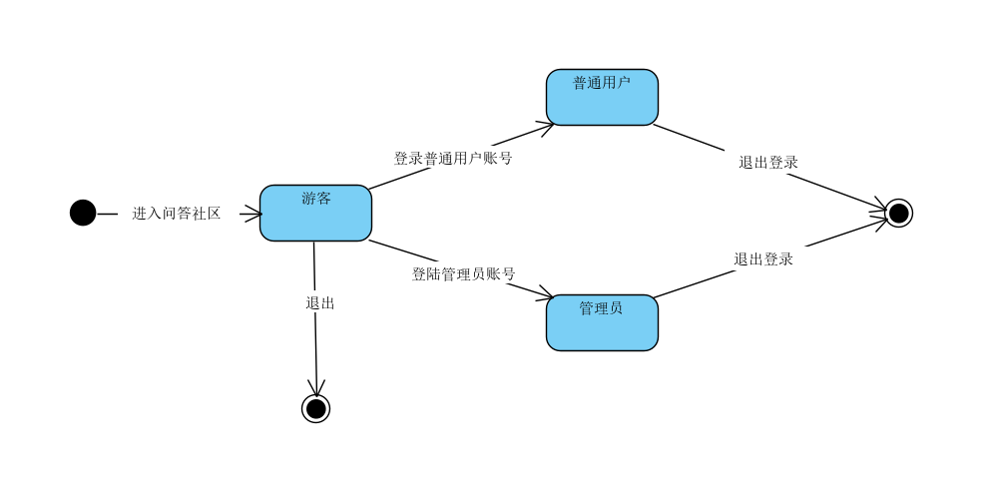 普通用户
登录普通用户账号
退出登录
游客
进入问答社区
退出登录
登陆管理员账号
管理员
退出